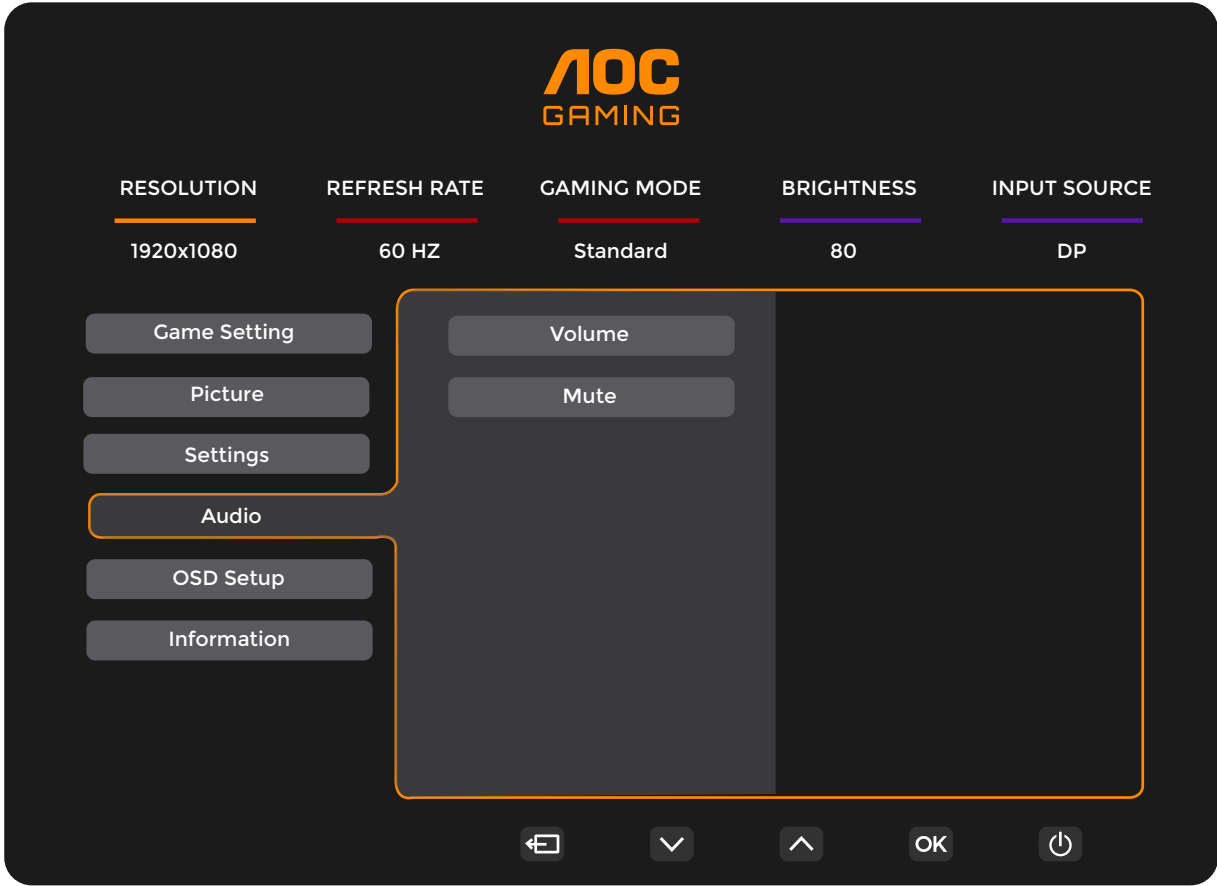 AOC
GAMING
RESOLUTION REFRESH RATE GAMING MODE BRIGHTNESS INPUT SOURCE
1920x1080 60 HZ Standard 80 DP
Game Setting
Volume
Picture
Mute
Settings
Audio
OSD Setup
Information
OK